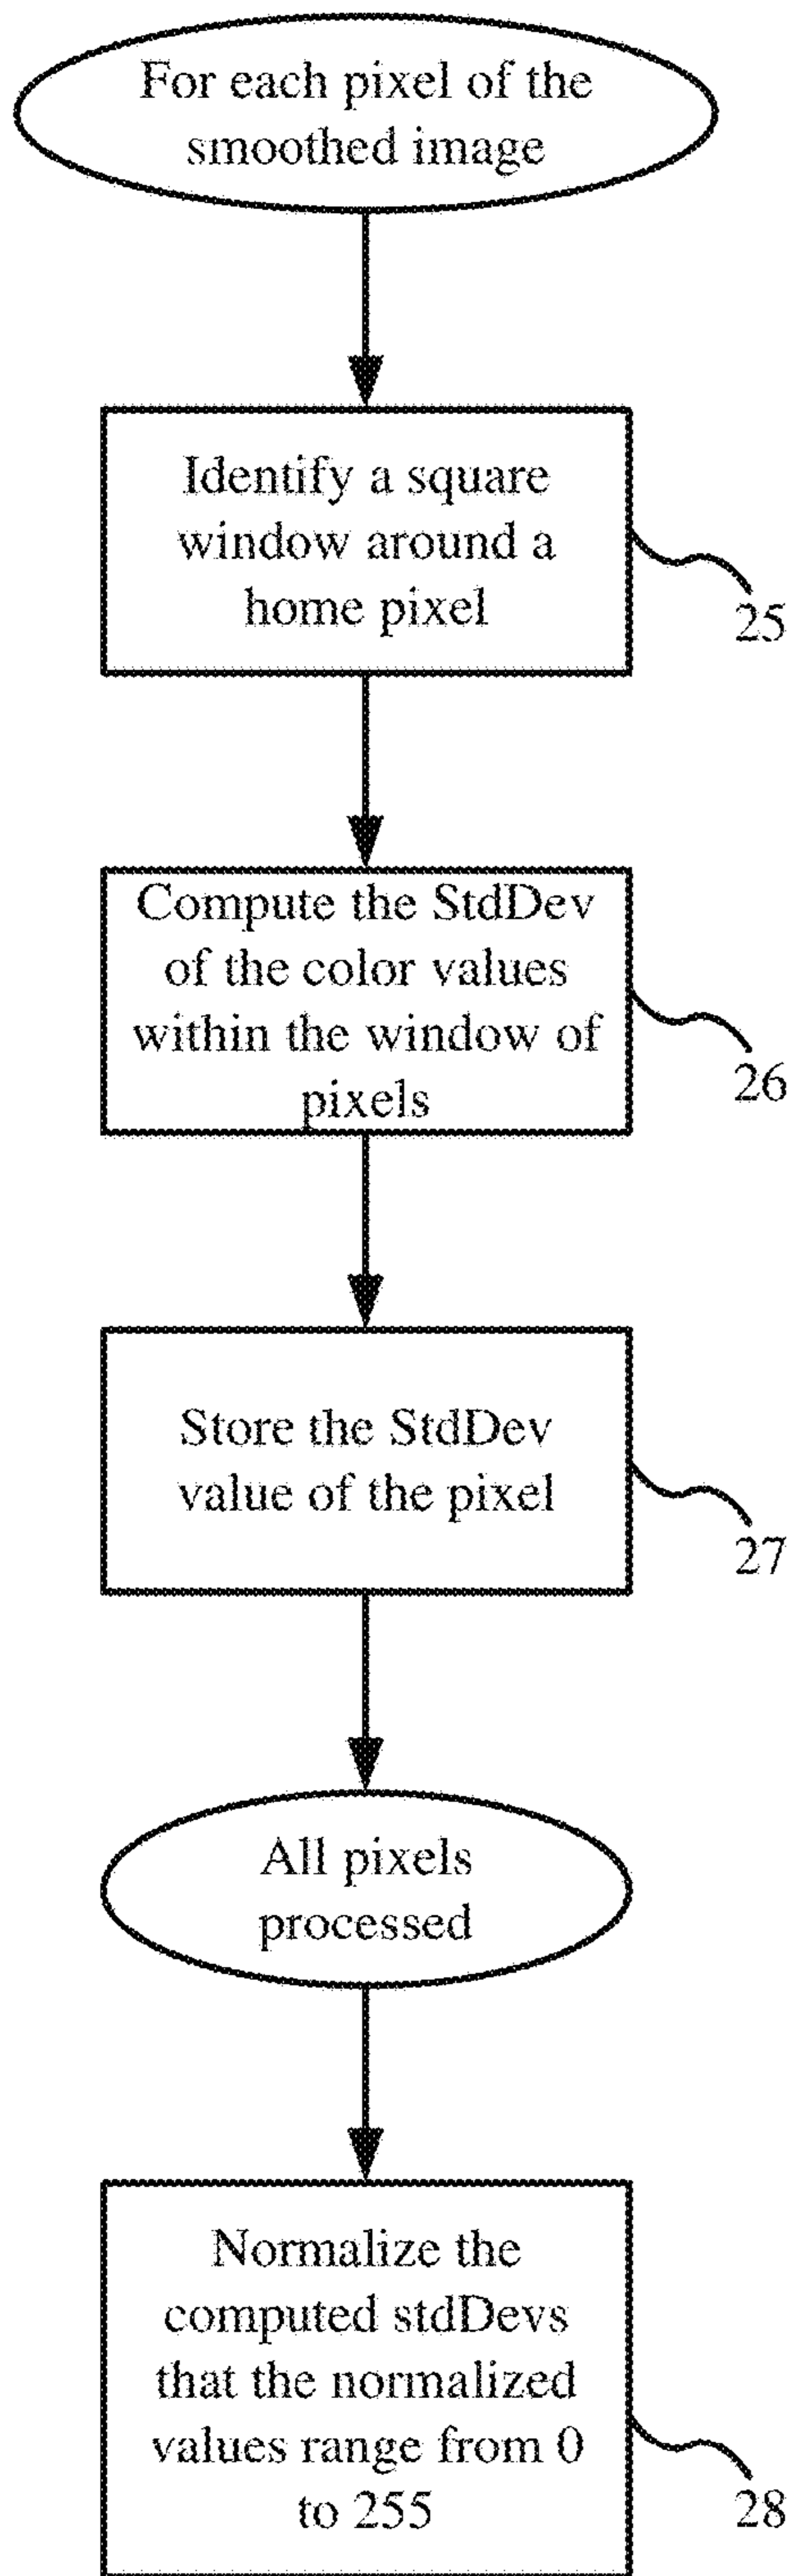 For each pixel of the
smoothed image
Identify a square
window around a
home pixel
25
Compute the StdDev
of the color values
within the window of
pixels
26
Store the StdDev
value of the pixel
27
All pixels
processed
Normalize the
computed stdDevs
that the normalized
values range from 0
to 255
28